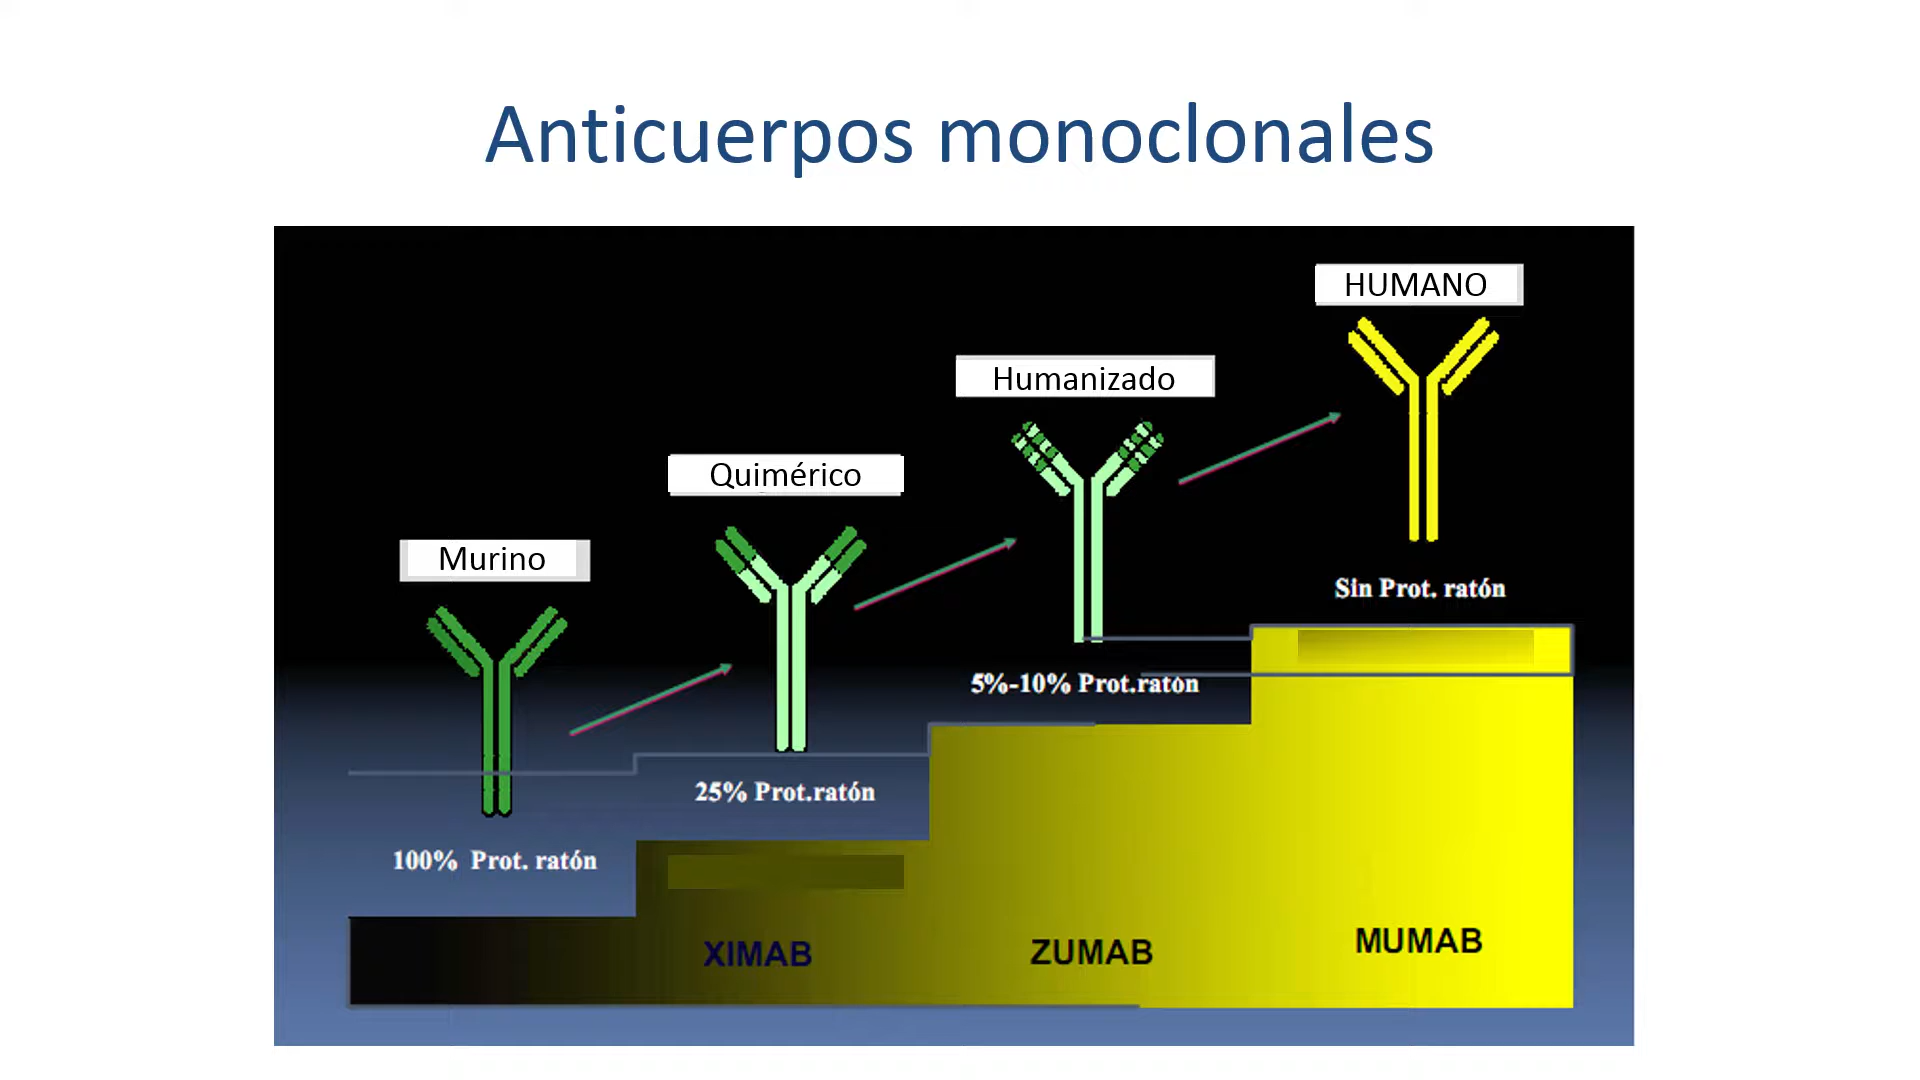 Anticuerpos monoclonales
HUMANO
Humanizado
Quimérico
Murino
Sin Prot. ratón
5%-10% Prot.ratón
25% Prot.ratón
100% Prot. ratón
XIMAB
ZUMAB
MUMAB